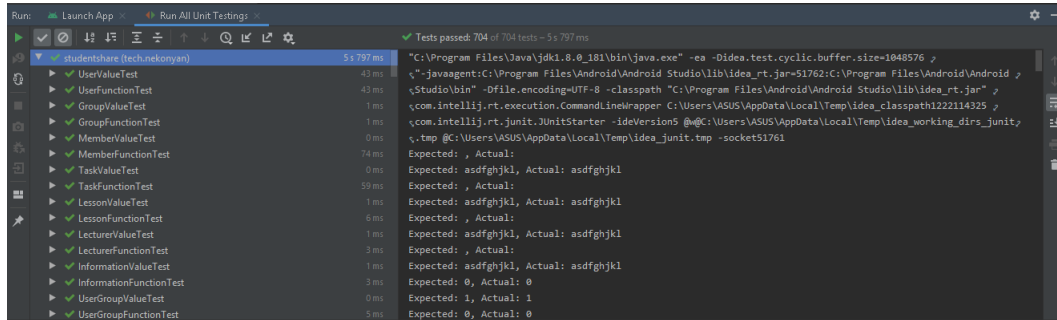 Run: Launch App × Run All Unit Testings ×
Tests passed: 704 of 704 tests – 5 s 797 ms
studentshare (tech.nekonyan) 5 s 797 ms
UserValueTest 43 ms
UserFunctionTest 43 ms
GroupValueTest 1 ms
GroupFunctionTest 1 ms
MemberValueTest 0 ms
MemberFunctionTest 74 ms
TaskValueTest 0 ms
TaskFunctionTest 59 ms
LessonValueTest 1 ms
LessonFunctionTest 6 ms
LecturerValueTest 1 ms
LecturerFunctionTest 3 ms
InformationValueTest 1 ms
InformationFunctionTest 3 ms
UserGroupValueTest 0 ms
UserGroupFunctionTest 5 ms
"C:\Program Files\Java\jdk1.8.0_181\bin\java.exe" -ea -Didea.test.cyclic.buffer.size=1048576
"-javaagent:C:\Program Files\Android\Android Studio\lib\idea_rt.jar=51762:C:\Program Files\Android\Android
Studio\bin" -Dfile.encoding=UTF-8 -classpath "C:\Program Files\Android\Android Studio\lib\idea_rt.jar"
com.intellij.rt.execution.CommandLineWrapper C:\Users\ASUS\AppData\Local\Temp\idea_classpath1222114325
com.intellij.rt.junit.JUnitStarter -ideVersion5 @w@C:\Users\ASUS\AppData\Local\Temp\idea_working_dirs_junit
.tmp @C:\Users\ASUS\AppData\Local\Temp\idea_junit.tmp -socket51761
Expected: , Actual:
Expected: asdfghjkl, Actual: asdfghjkl
Expected: , Actual:
Expected: asdfghjkl, Actual: asdfghjkl
Expected: , Actual:
Expected: asdfghjkl, Actual: asdfghjkl
Expected: , Actual:
Expected: asdfghjkl, Actual: asdfghjkl
Expected: 0, Actual: 0
Expected: 1, Actual: 1
Expected: 0, Actual: 0